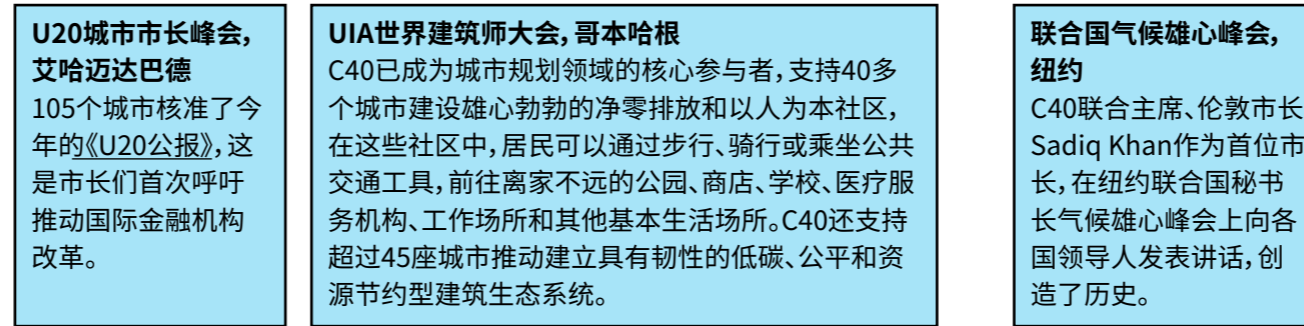 U20城市市长峰会，
艾哈迈达巴德
105个城市核准了今
年的《U20公报》，这
是市长们首次呼吁
推动国际金融机构
改革。
UIA世界建筑师大会，哥本哈根
C40已成为城市规划领域的核心参与者，支持40多
个城市建设雄心勃勃的净零排放和以人为本社区，
在这些社区中，居民可以通过步行、骑行或乘坐公共
交通工具，前往离家不远的公园、商店、学校、医疗服
务机构、工作场所和其他基本生活场所。C40还支持
超过45座城市推动建立具有韧性的低碳、公平和资
源节约型建筑生态系统。
联合国气候雄心峰会，
纽约
C40联合主席、伦敦市长
Sadiq Khan作为首位市
长，在纽约联合国秘书
长气候雄心峰会上向各
国领导人发表讲话，创
造了历史。